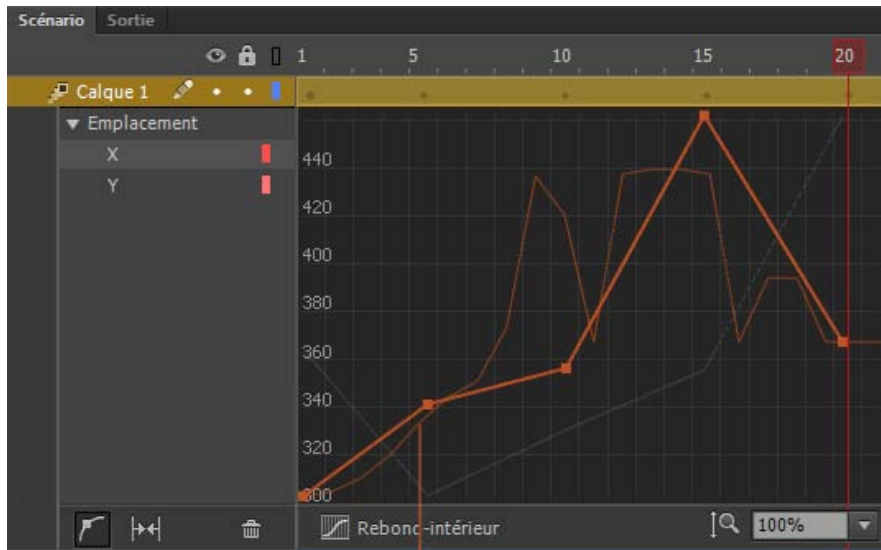 Scénario Sortie
1 5 10 15 20
Calque 1
Emplacement
X
Y
440
420
400
380
360
340
320
300
Rebond-intérieur 100%